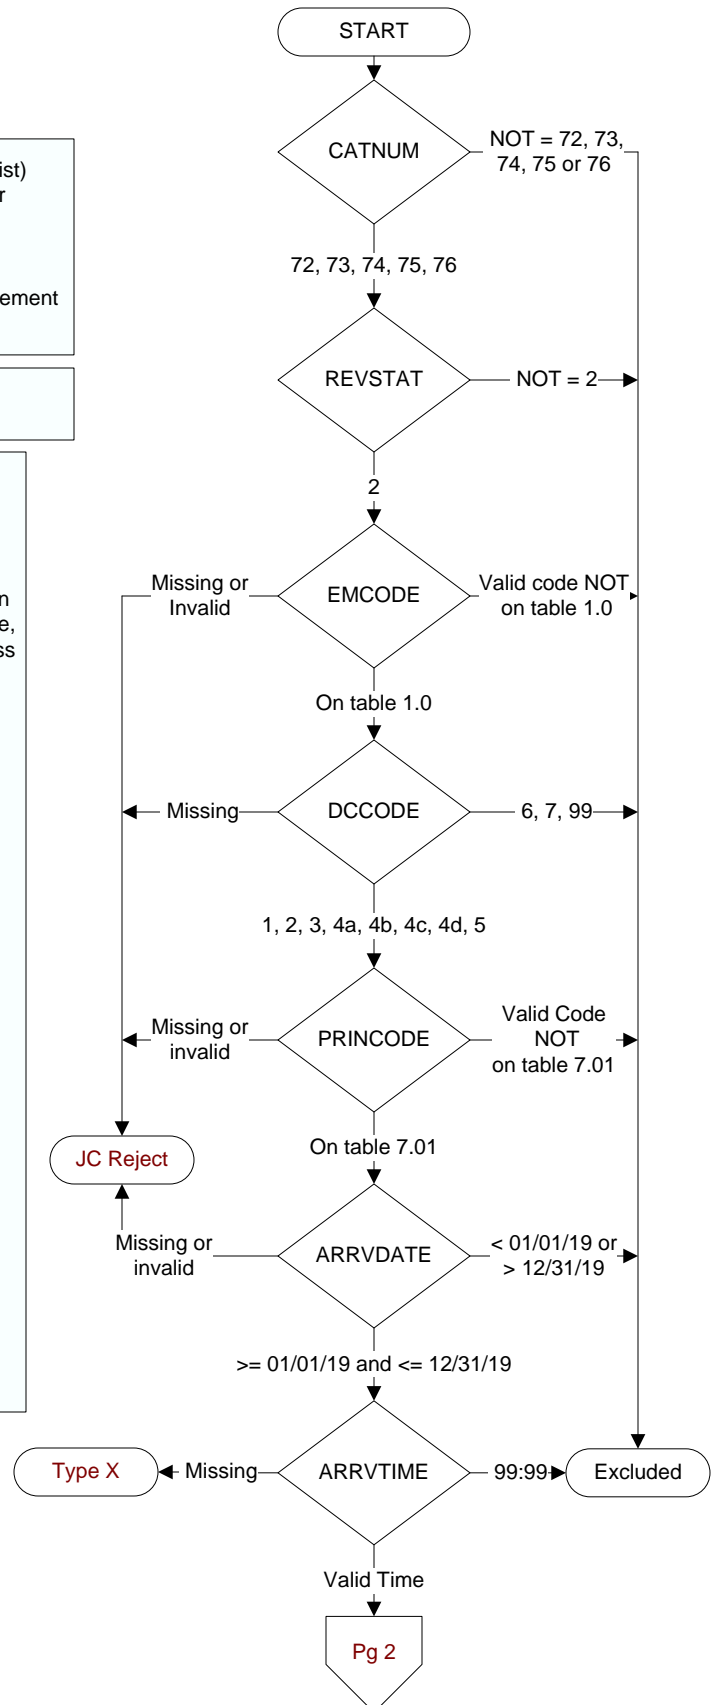 START
CATNUM
NOT = 72, 73,
74, 75 or 76
ist)
r
72, 73, 74, 75, 76
ement
REVSTAT
NOT = 2
2
Missing or
Invalid
EMCODE
Valid code NOT
on table 1.0
n
e,
ss
On table 1.0
Missing
DCCODE
6, 7, 99
1, 2, 3, 4a, 4b, 4c, 4d, 5
Missing or
invalid
PRINCODE
Valid Code
NOT
on table 7.01
On table 7.01
JC Reject
Missing or
invalid
ARRVDATE
< 01/01/19 or
> 12/31/19
>= 01/01/19 and <= 12/31/19
Type X
Missing
ARRVTIME
99:99
Excluded
Valid Time
Pg 2